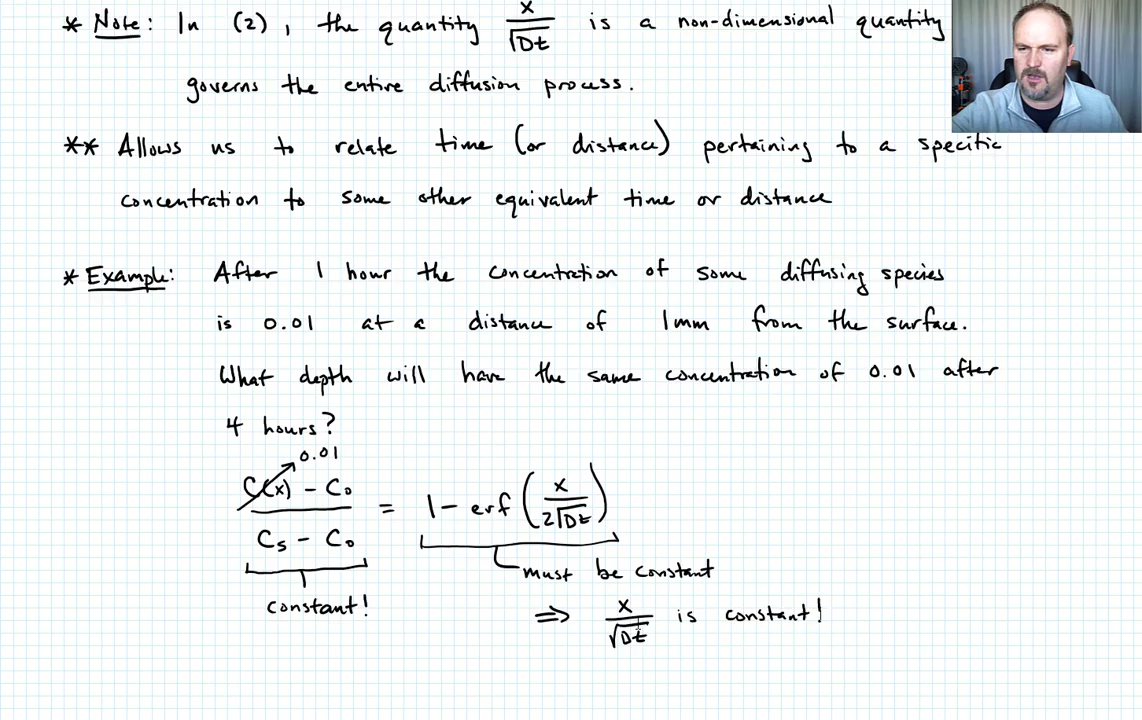 * Note: In (2), the quantity x/√Dt is a non-dimensional quantity
governs the entire diffusion process.
** Allows us to relate time (or distance) pertaining to a specific
concentration to some other equivalent time or distance
* Example: After 1 hour the concentration of some diffusing species
is 0.01 at a distance of 1mm from the surface.
What depth will have the same concentration of 0.01 after
4 hours?
0.01
(C(x) - C₀)/(Cₛ - C₀) = 1 - erf(x/(2√Dt))
constant!
must be constant
⇒ x/√Dt is constant!